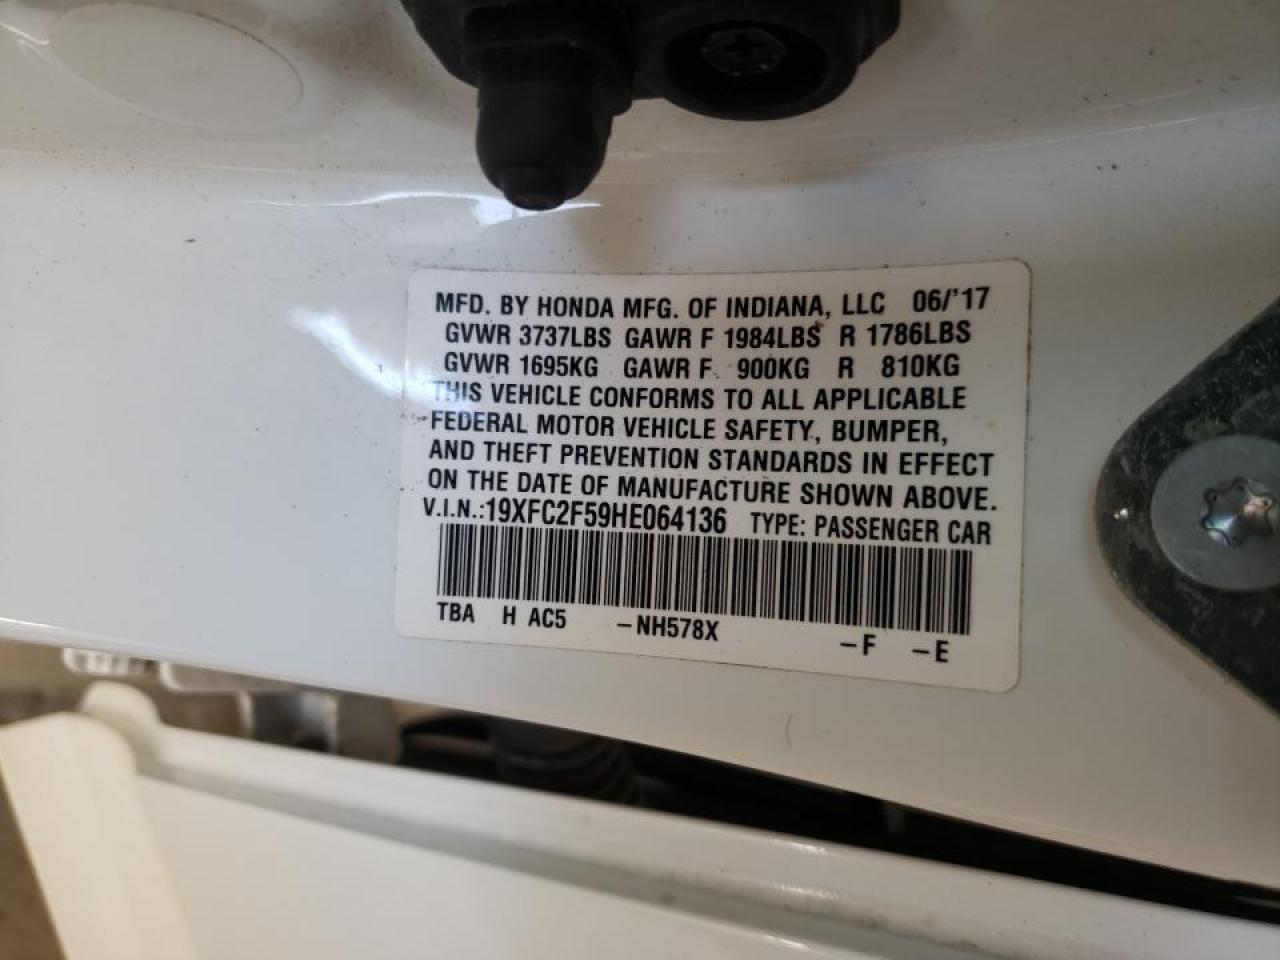 MFD. BY HONDA MFG. OF INDIANA, LLC 06/'17
GVWR 3737LBS GAWR F 1984LBS R 1786LBS
GVWR 1695KG GAWR F 900KG R 810KG
THIS VEHICLE CONFORMS TO ALL APPLICABLE
FEDERAL MOTOR VEHICLE SAFETY, BUMPER,
AND THEFT PREVENTION STANDARDS IN EFFECT
ON THE DATE OF MANUFACTURE SHOWN ABOVE.
V.I.N.:19XFC2F59HE064136 TYPE: PASSENGER CAR
TBA H AC5 –NH578X –F –E